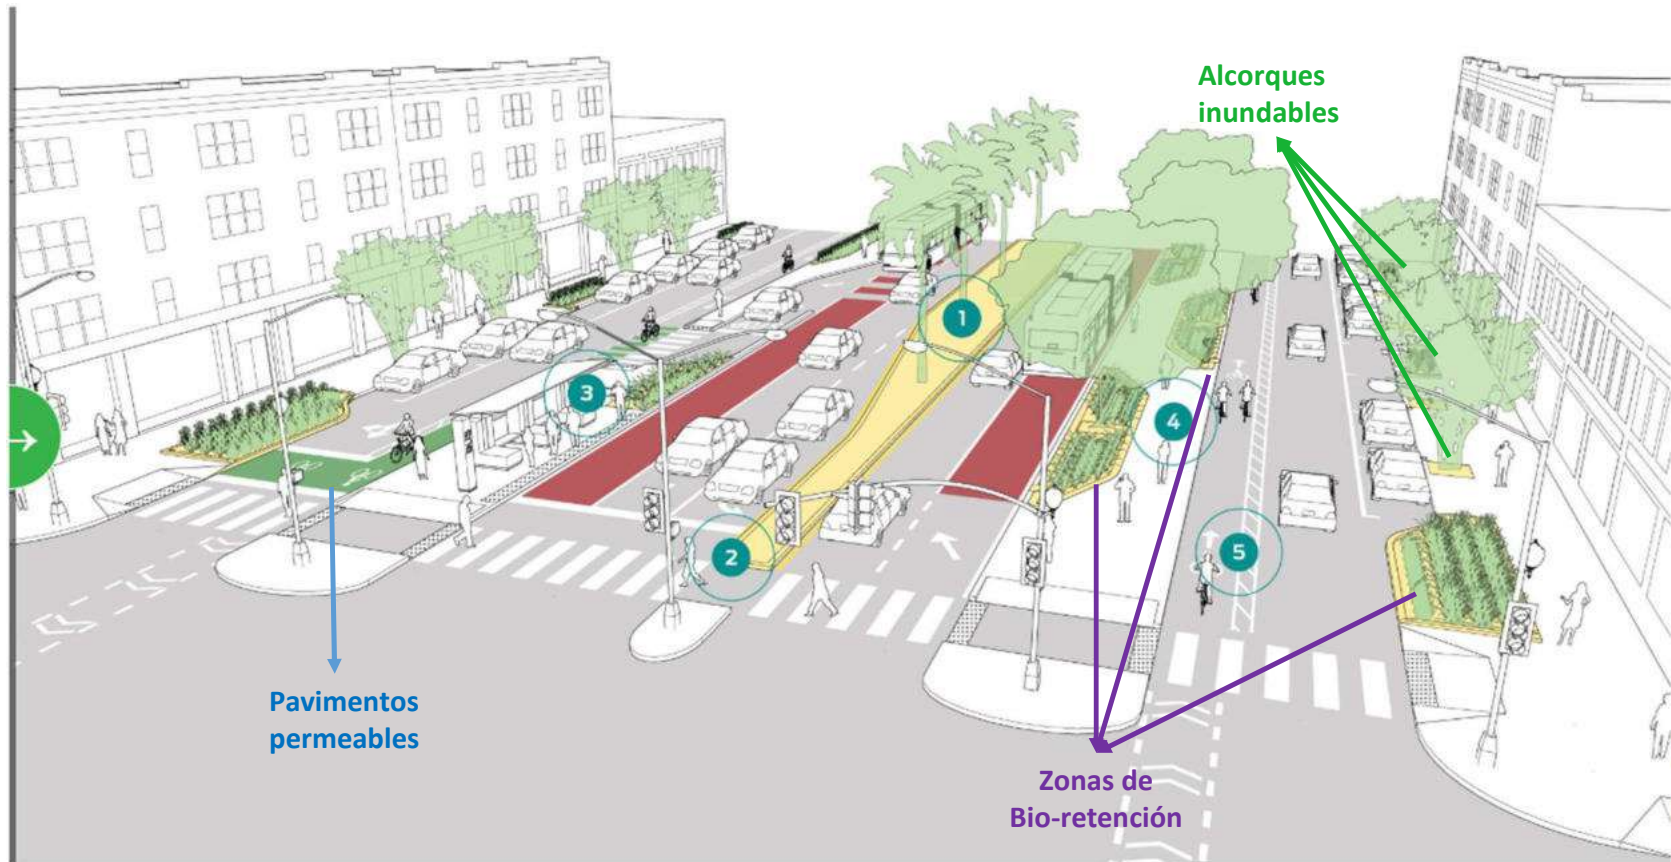 Alcorques
inundables
1
3
4
2
5
Pavimentos
permeables
Zonas de
Bio-retención